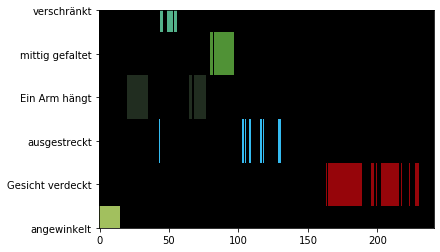 verschränkt
mittig gefaltet
Ein Arm hängt
ausgestreckt
Gesicht verdeckt
angewinkelt
0 50 100 150 200